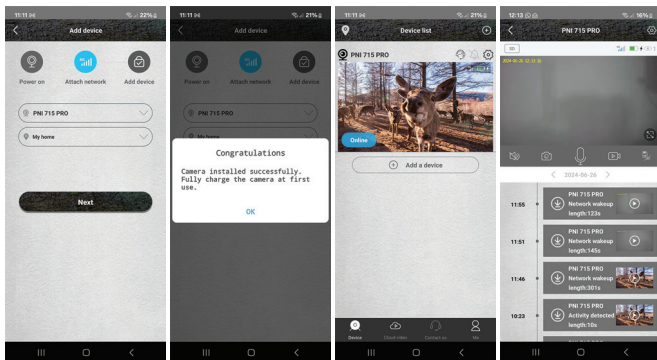 11:11
22%
Add device
Power on
Attach network
Add device
PNI 715 PRO
My home
Next
11:11
21%
Add device
Power on
Attach network
Add device
PNI 715 PRO
My home
Congratulations
Camera installed successfully.
Fully charge the camera at first
use.
OK
11:11
21%
Device list
PNI 715 PRO
Online
Add a device
Device
Cloud video
Contact us
Me
12:13
16%
PNI 715 PRO
SD
2024-06-26
11:55
PNI 715 PRO
Network wakeup
length:123s
11:51
PNI 715 PRO
Network wakeup
length:145s
11:46
PNI 715 PRO
Network wakeup
length:301s
10:23
PNI 715 PRO
Activity detected
length:10s